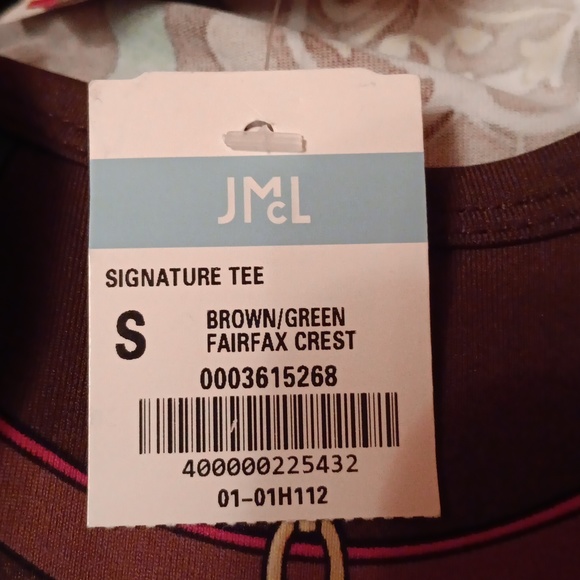 JMcL
SIGNATURE TEE
S
BROWN/GREEN
FAIRFAX CREST
0003615268
400000225432
01-01H112